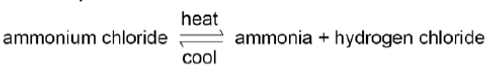 heat
ammonium chloride ⇌ ammonia + hydrogen chloride
cool